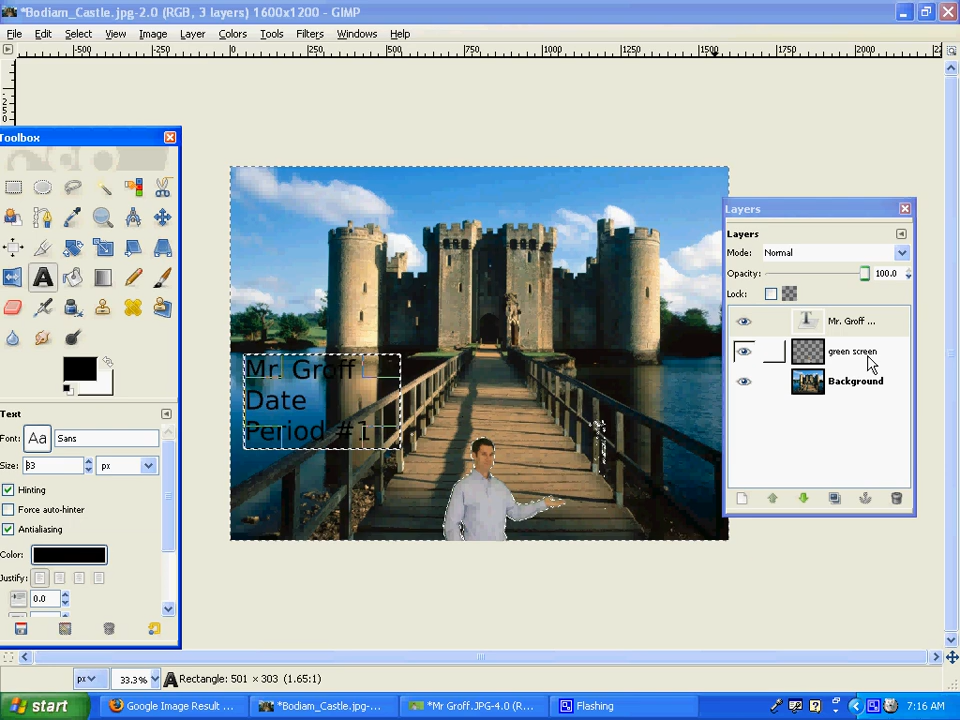 *Bodiam_Castle.jpg-2.0 (RGB, 3 layers) 1600x1200 - GIMP
File Edit Select View Image Layer Colors Tools Filters Windows Help
-500 -250 0 250 500 750 1000 1250 1500 1750 2000
Toolbox
Layers
Layers
Mode: Normal
Opacity: 100.0
Lock:
Mr. Groff ...
green screen
Background
Mr. Groff
Date
Period #1
Text
Font: Aa Sans
Size: 83 px
Hinting
Force auto-hinter
Antialiasing
Color:
Justify:
0.0
px 33.3% A Rectangle: 501 × 303 (1.65:1)
start Google Image Result ... *Bodiam_Castle.jpg-... *Mr Groff.JPG-4.0 (R... Flashing 7:16 AM